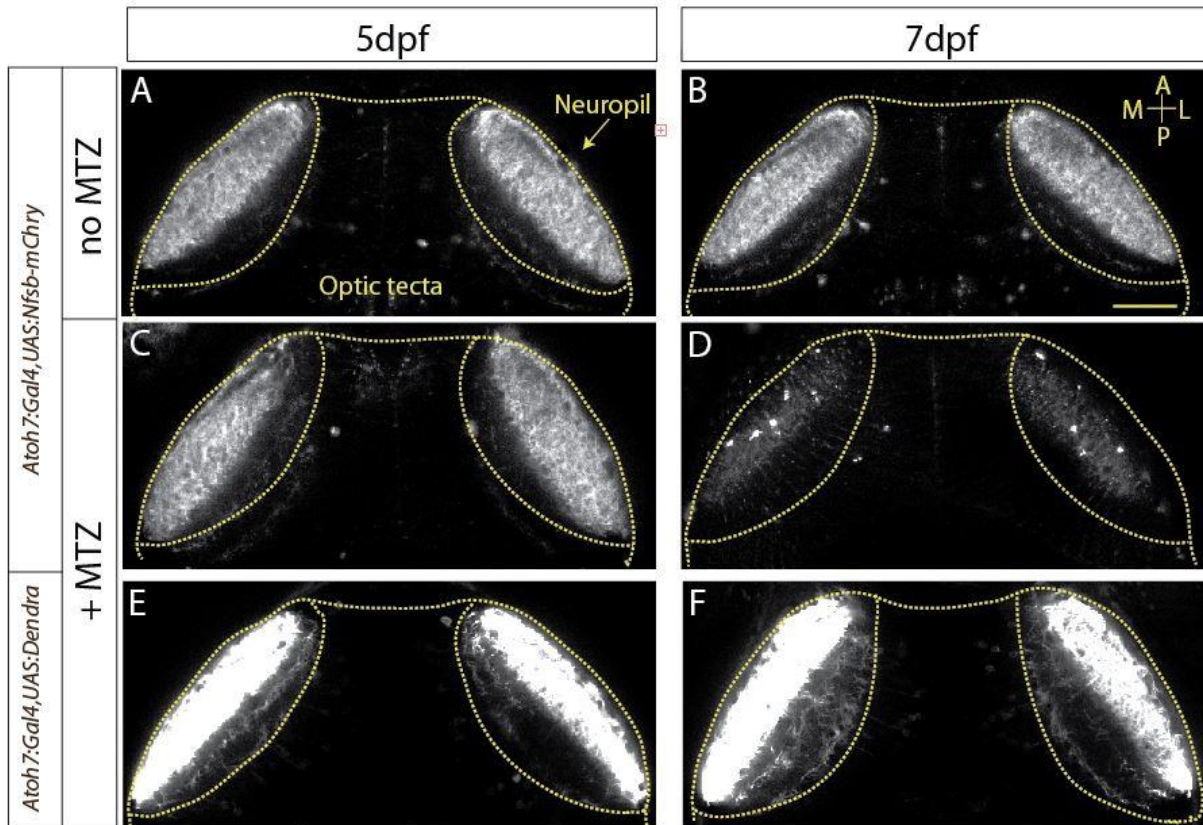 5dpf
7dpf
Atoh7:Gal4,UAS:Nfsb-mChry
no MTZ
A
Neuropil
Optic tecta
B
A
M L
P
+ MTZ
C
D
Atoh7:Gal4,UAS:Dendra
E
F